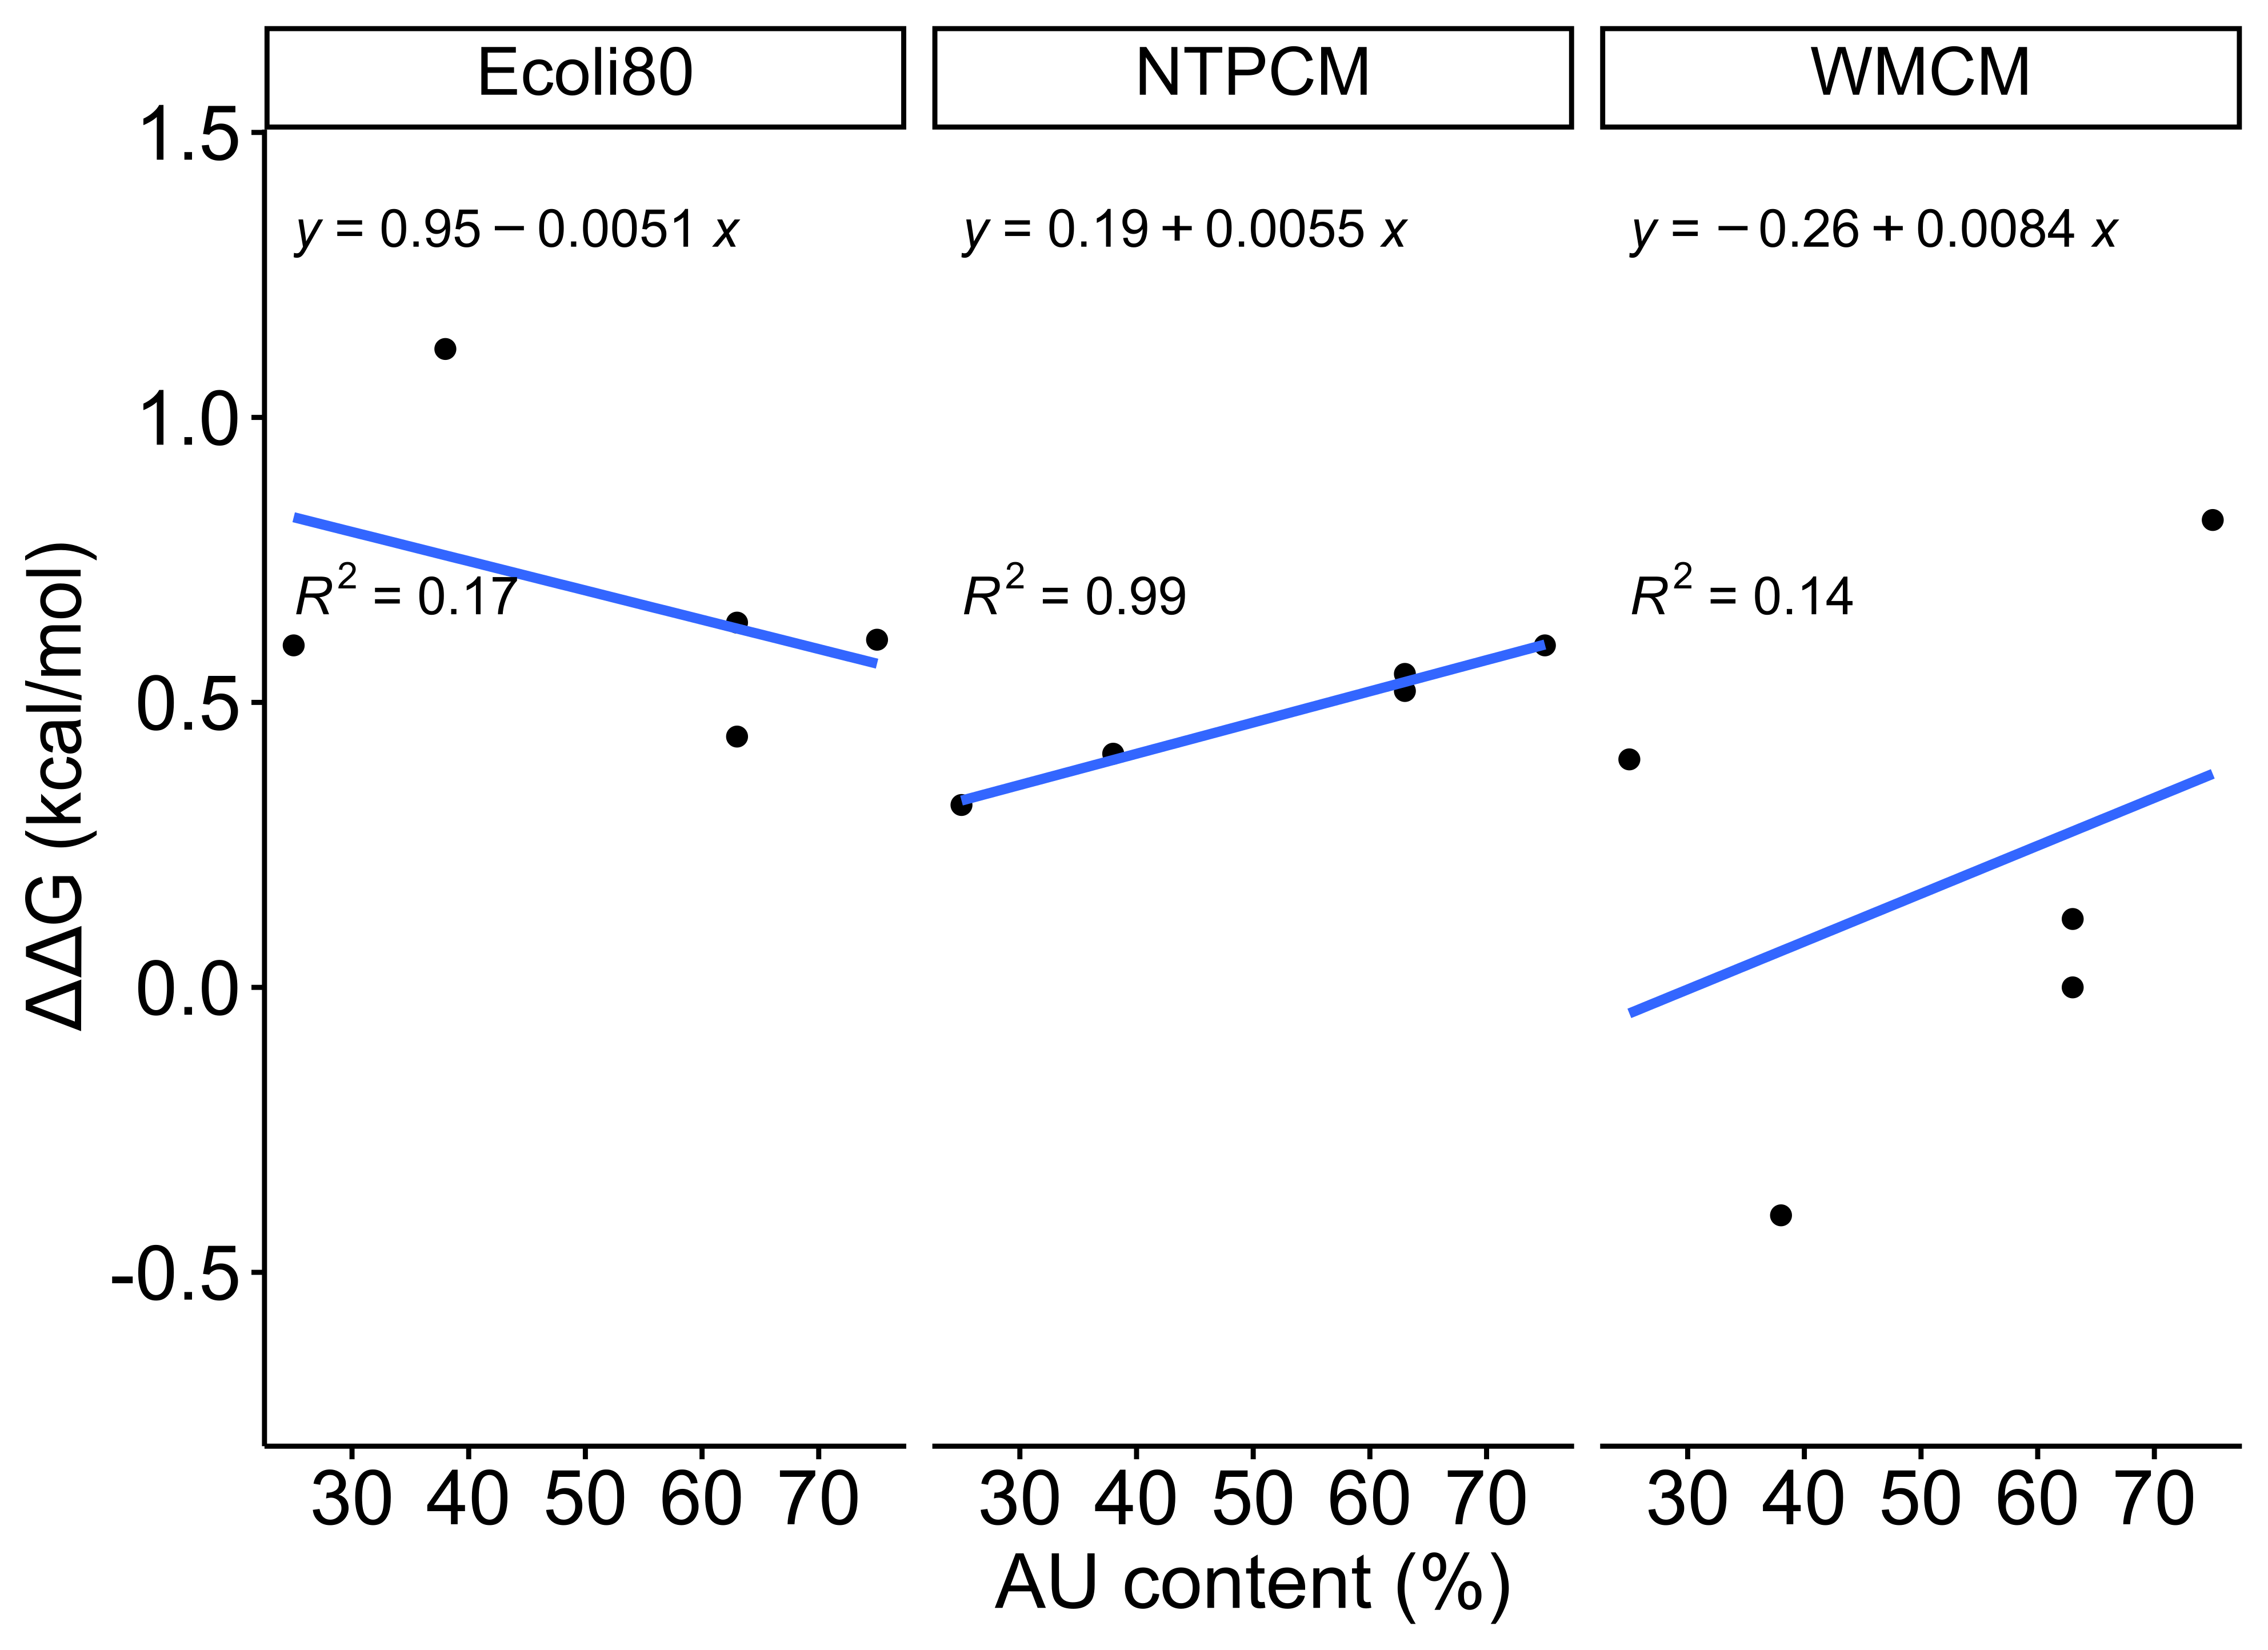 Ecoli80 NTPCM WMCM
1.5
y = 0.95 − 0.0051 x y = 0.19 + 0.0055 x y = − 0.26 + 0.0084 x
1.0
R² = 0.17 R² = 0.99 R² = 0.14
0.5
0.0
-0.5
ΔΔG (kcal/mol)
30 40 50 60 70 30 40 50 60 70 30 40 50 60 70
AU content (%)